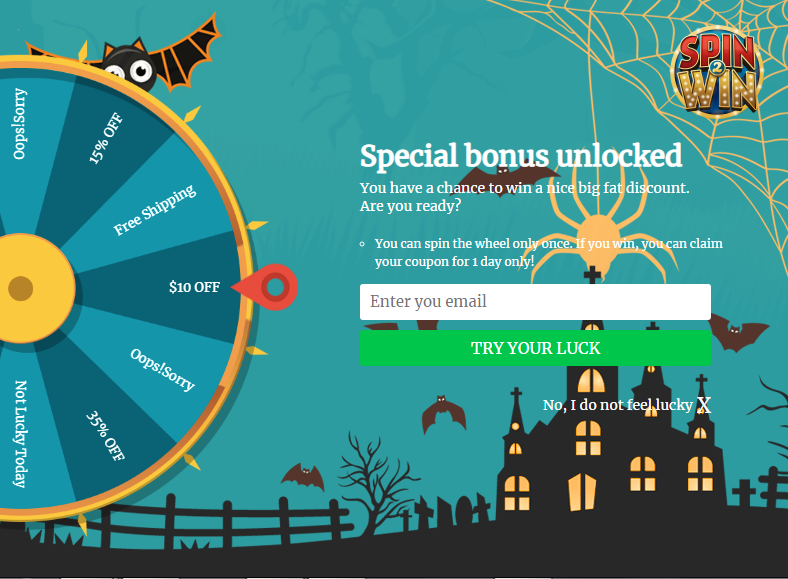 SPIN
2
WIN
Oops!Sorry
15% OFF
Free Shipping
$10 OFF
Oops!Sorry
35% OFF
Not Lucky Today
Special bonus unlocked
You have a chance to win a nice big fat discount.
Are you ready?
You can spin the wheel only once. If you win, you can claim
your coupon for 1 day only!
Enter you email
TRY YOUR LUCK
No, I do not feel lucky X